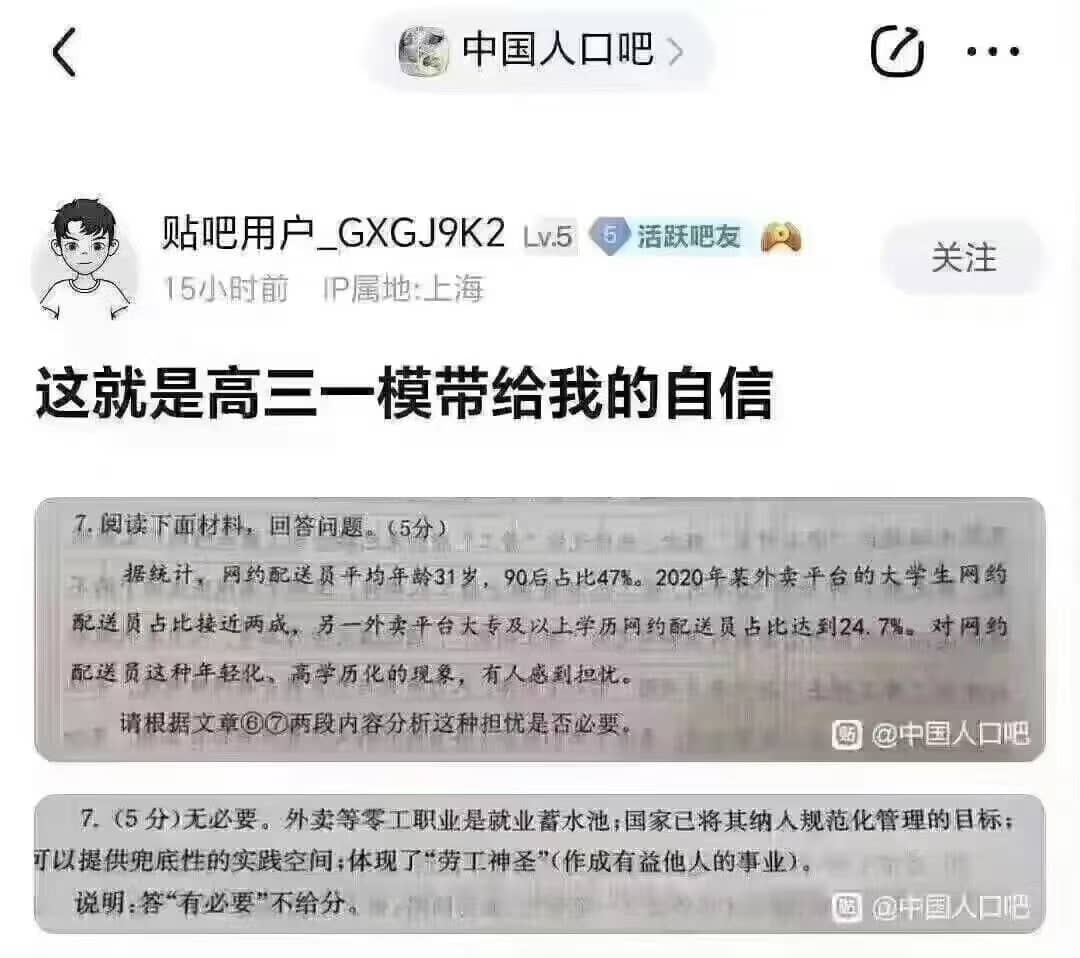 中国人口吧
贴吧用户_GXGJ9K2 Lv.5 5 活跃吧友
15小时前 IP属地:上海
关注
这就是高三一模带给我的自信
7.阅读下面材料，回答问题。(5分)
据统计，网约配送员平均年龄31岁，90后占比47%。2020年某外卖平台的大学生网约
配送员占比接近两成，另一外卖平台大专及以上学历网约配送员占比达到24.7%。对网约
配送员这种年轻化、高学历化的现象，有人感到担忧。
请根据文章⑥⑦两段内容分析这种担忧是否必要。
贴 @中国人口吧
7.(5分)无必要。外卖等零工职业是就业蓄水池;国家已将其纳入规范化管理的目标;
可以提供兜底性的实践空间;体现了“劳工神圣”(作成有益他人的事业)。
说明:答“有必要”不给分。
贴 @中国人口吧